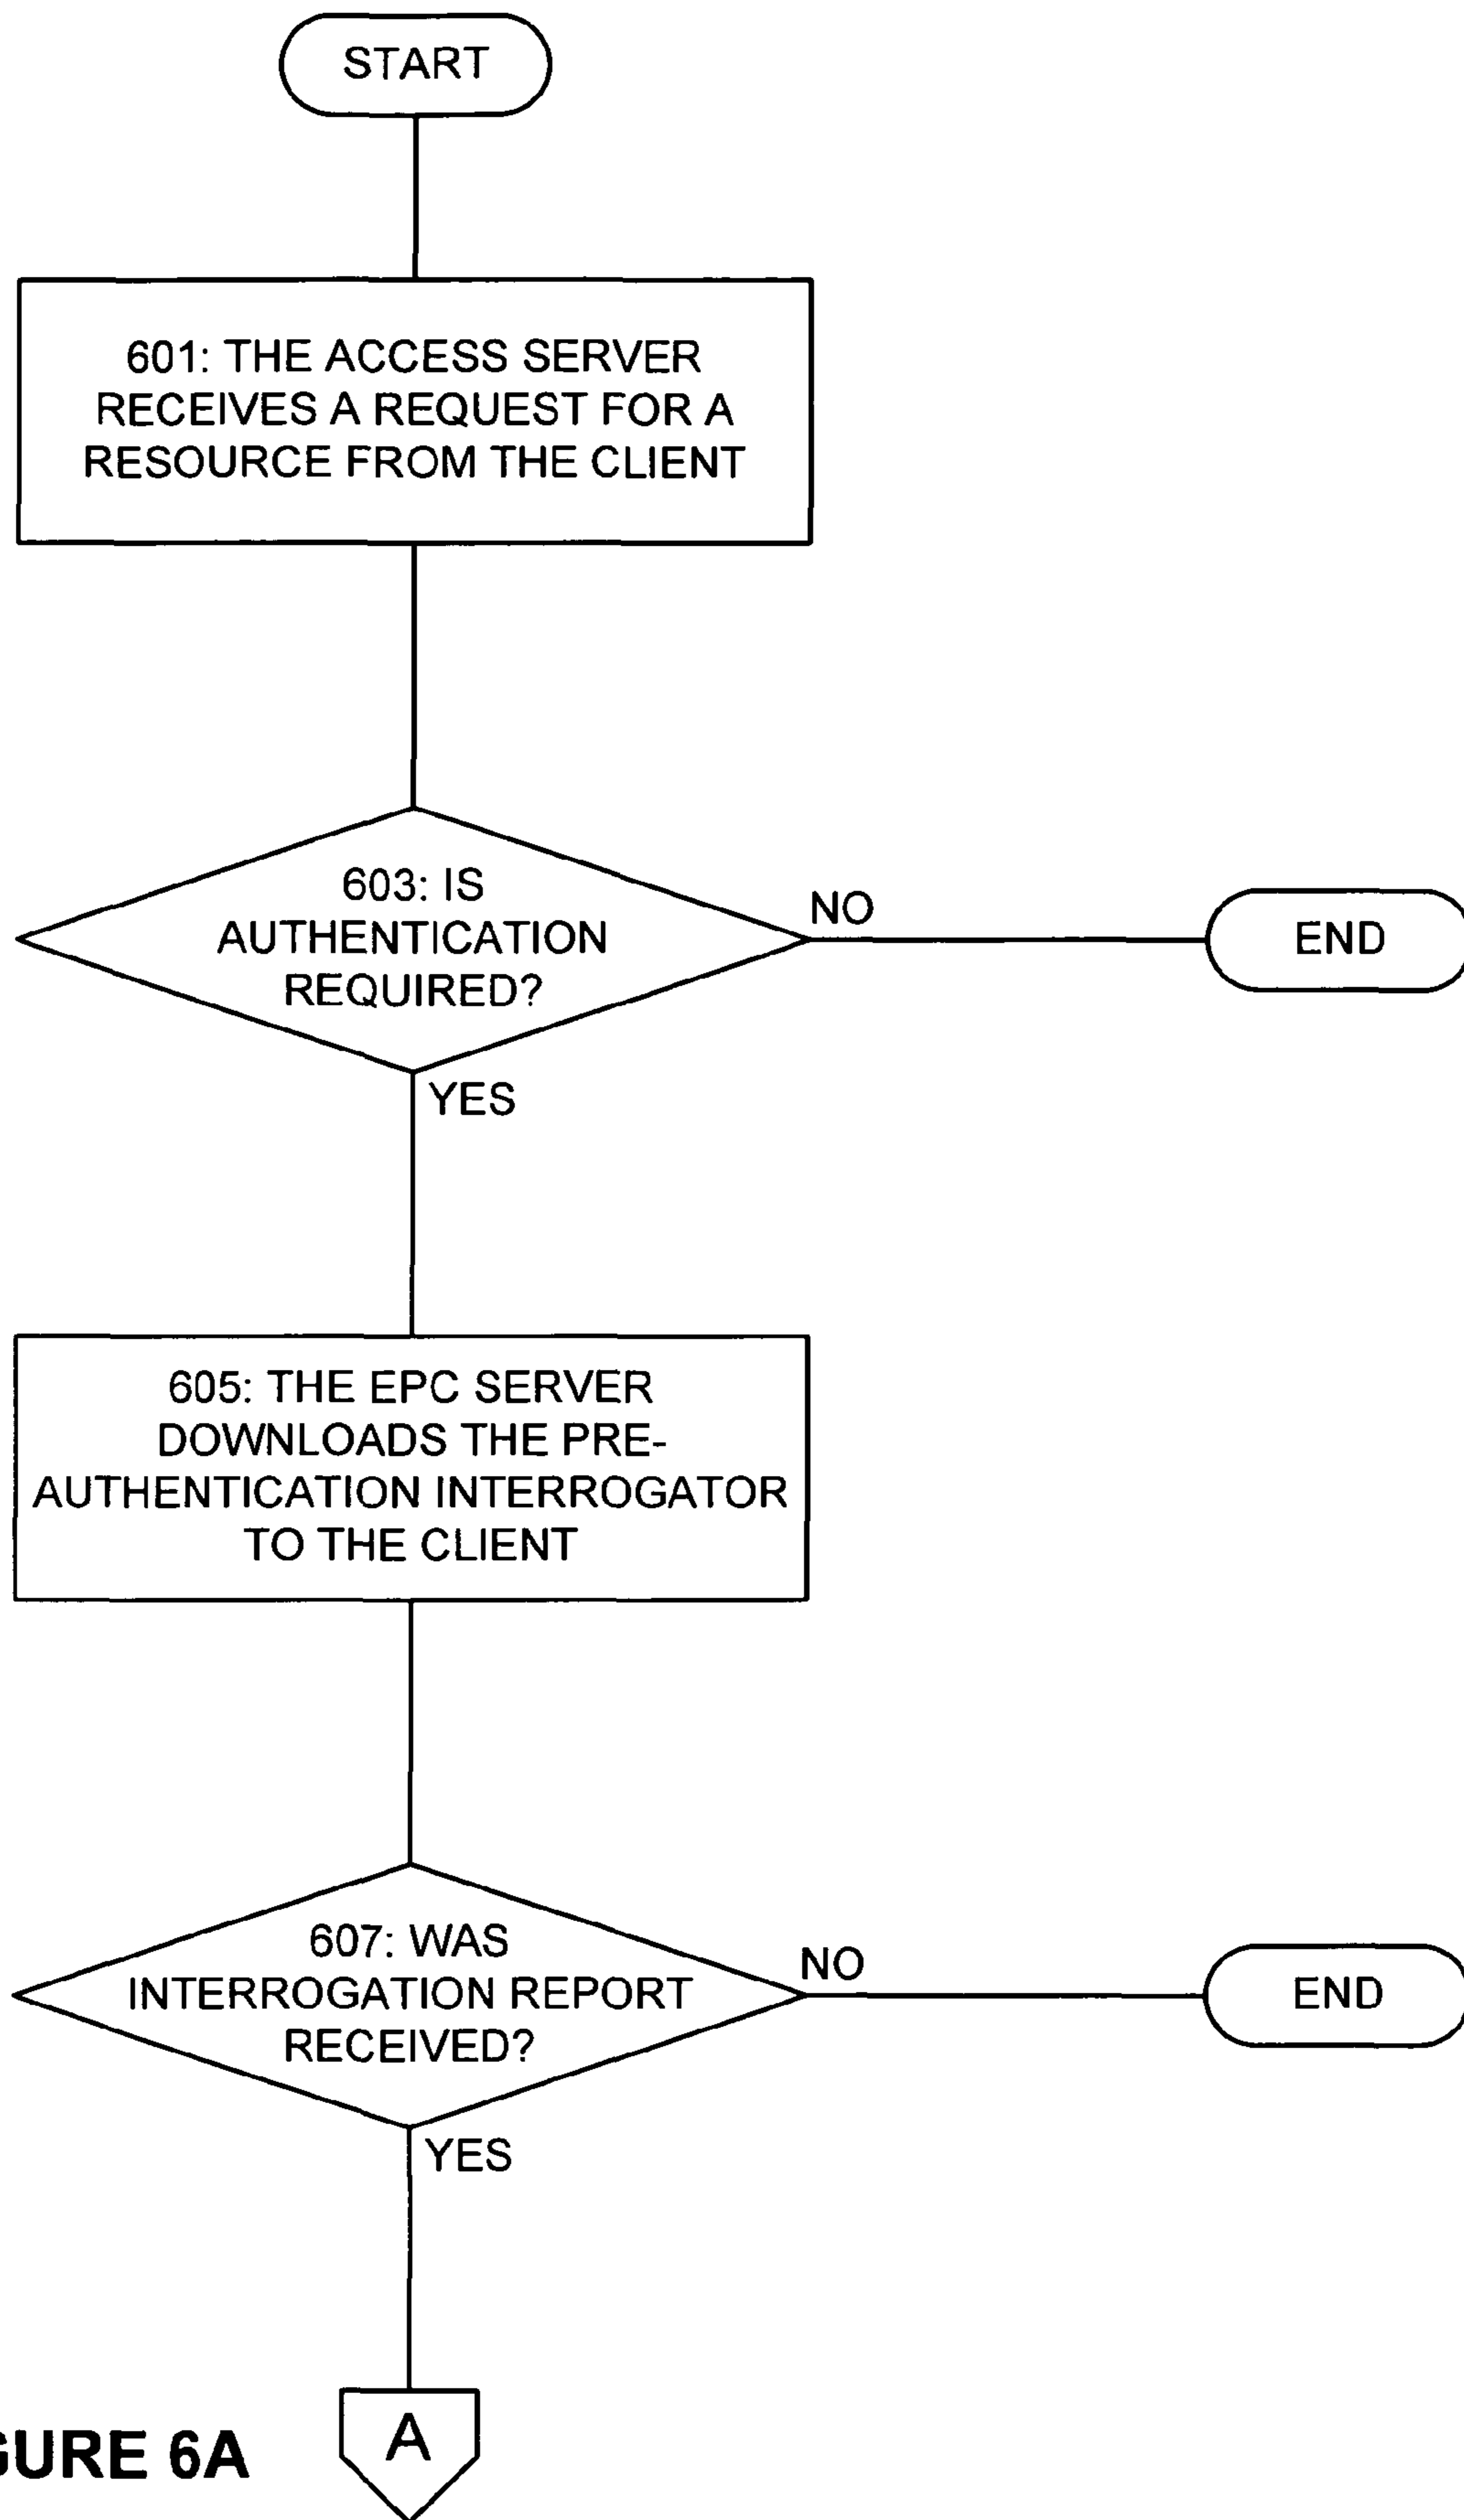 START
601: THE ACCESS SERVER
RECEIVES A REQUEST FOR A
RESOURCE FROM THE CLIENT
603: IS
AUTHENTICATION
REQUIRED?
NO
END
YES
605: THE EPC SERVER
DOWNLOADS THE PRE-
AUTHENTICATION INTERROGATOR
TO THE CLIENT
607: WAS
INTERROGATION REPORT
RECEIVED?
NO
END
YES
A
GURE 6A